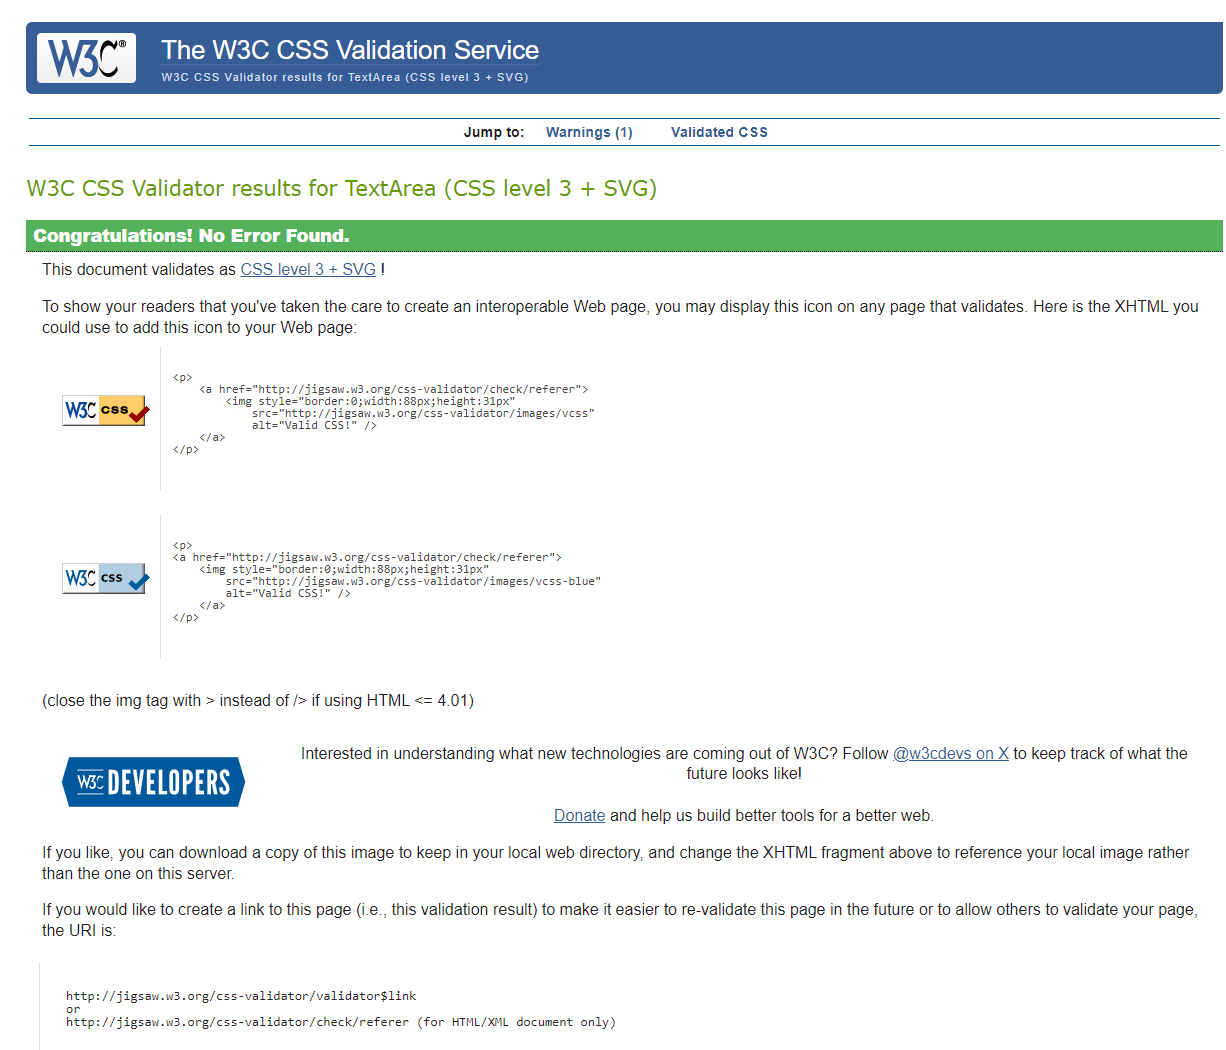 W3C®
The W3C CSS Validation Service
W3C CSS Validator results for TextArea (CSS level 3 + SVG)
Jump to: Warnings (1) Validated CSS
W3C CSS Validator results for TextArea (CSS level 3 + SVG)
Congratulations! No Error Found.
This document validates as CSS level 3 + SVG !
To show your readers that you've taken the care to create an interoperable Web page, you may display this icon on any page that validates. Here is the XHTML you
could use to add this icon to your Web page:
W3C css
<p>
<a href="http://jigsaw.w3.org/css-validator/check/referer">
<img style="border:0;width:88px;height:31px"
src="http://jigsaw.w3.org/css-validator/images/vcss"
alt="Valid CSS!" />
</a>
</p>
W3C css
<p>
<a href="http://jigsaw.w3.org/css-validator/check/referer">
<img style="border:0;width:88px;height:31px"
src="http://jigsaw.w3.org/css-validator/images/vcss-blue"
alt="Valid CSS!" />
</a>
</p>
(close the img tag with > instead of /> if using HTML <= 4.01)
W3C DEVELOPERS
Interested in understanding what new technologies are coming out of W3C? Follow @w3cdevs on X to keep track of what the
future looks like!
Donate and help us build better tools for a better web.
If you like, you can download a copy of this image to keep in your local web directory, and change the XHTML fragment above to reference your local image rather
than the one on this server.
If you would like to create a link to this page (i.e., this validation result) to make it easier to re-validate this page in the future or to allow others to validate your page,
the URI is:
http://jigsaw.w3.org/css-validator/validator$link
or
http://jigsaw.w3.org/css-validator/check/referer (for HTML/XML document only)